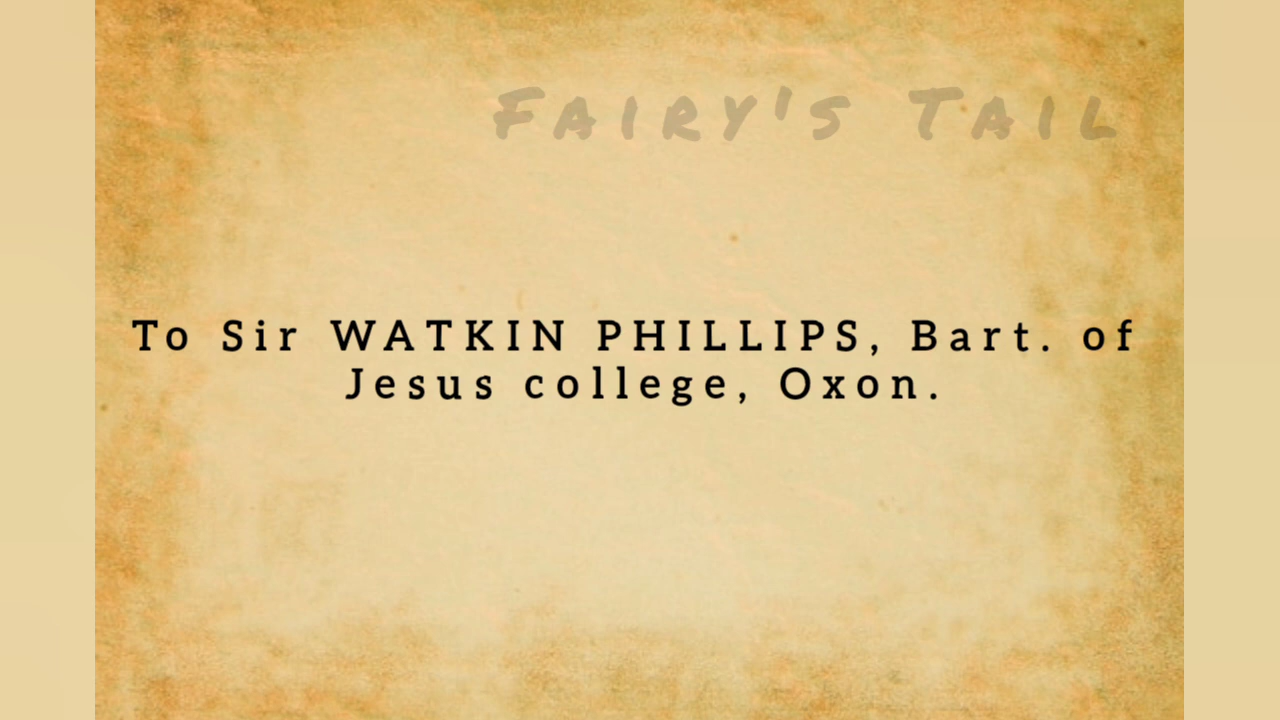 Fairy's Tail
To Sir WATKIN PHILLIPS, Bart. of
Jesus college, Oxon.